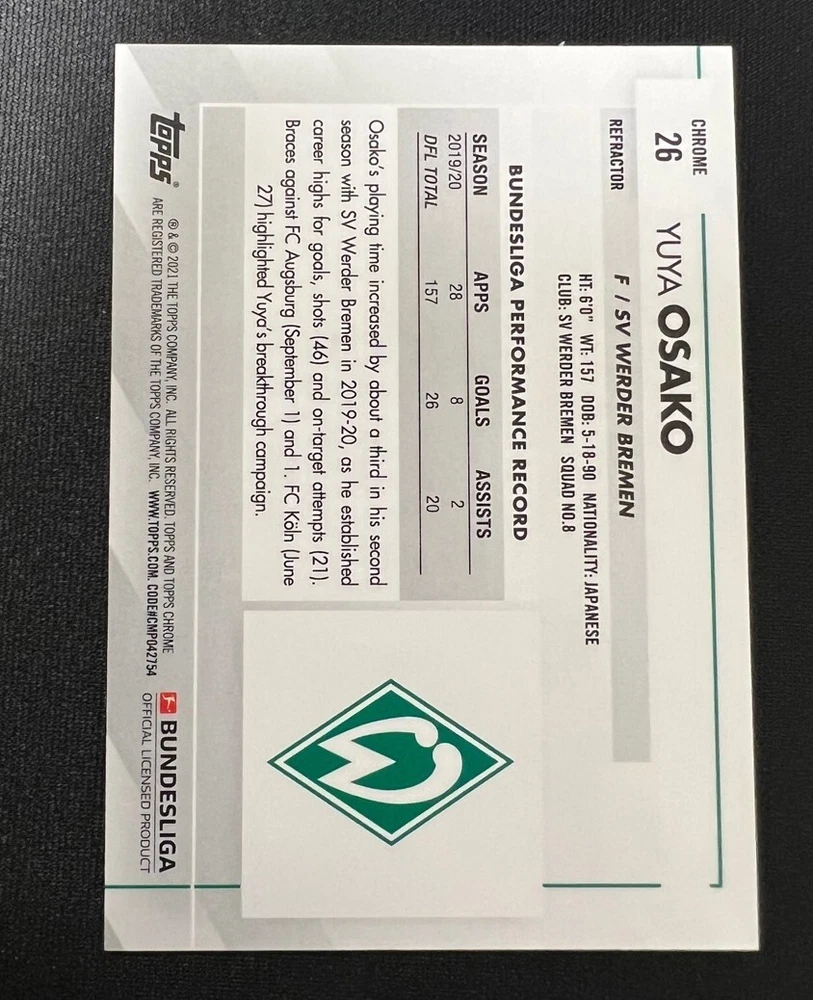 CHROME
26
YUYA OSAKO
REFRACTOR
F / SV WERDER BREMEN
HT: 6'0" WT: 157 DOB: 5-18-90 NATIONALITY: JAPANESE
CLUB: SV WERDER BREMEN SQUAD NO.8
BUNDESLIGA PERFORMANCE RECORD
SEASON APPS GOALS ASSISTS
2019/20 28 8 2
DFL TOTAL 157 26 20
Osako's playing time increased by about a third in his second
season with SV Werder Bremen in 2019-20, as he established
career highs for goals, shots (46) and on-target attempts (21).
Braces against FC Augsburg (September 1) and 1. FC Köln (June
27) highlighted Yuya's breakthrough campaign.
W
topps®
® & © 2021 THE TOPPS COMPANY, INC. ALL RIGHTS RESERVED. TOPPS AND TOPPS CHROME
ARE REGISTERED TRADEMARKS OF THE TOPPS COMPANY, INC. WWW.TOPPS.COM. CODE#CMP042754
BUNDESLIGA
OFFICIAL LICENSED PRODUCT